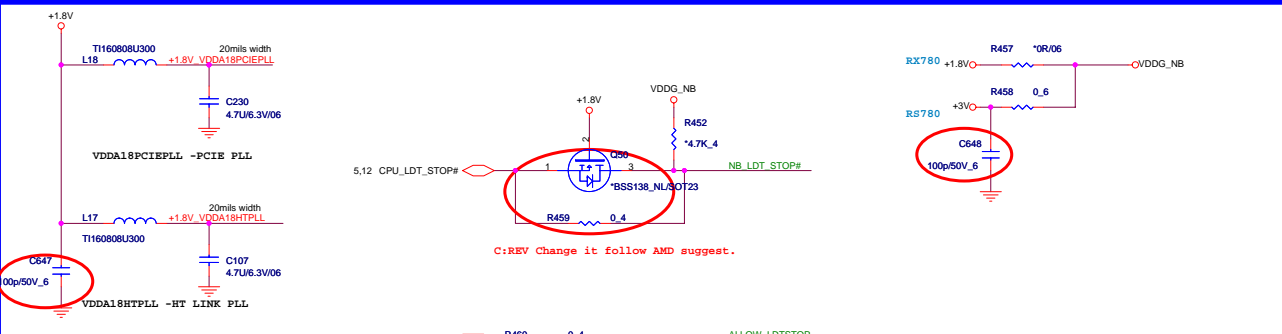 +1.8V
TI160808U300
20mils width
L18
+1.8V_VDDA18PCIEPLL
C230
4.7U/6.3V/06
VDDA18PCIEPLL -PCIE PLL
20mils width
L17
+1.8V_VDDA18HTPLL
TI160808U300
C647
100p/50V_6
C107
4.7U/6.3V/06
VDDA18HTPLL -HT LINK PLL
+1.8V
VDDG_NB
2
R452
*4.7K_4
Q50
5,12 CPU_LDT_STOP#
1
3
NB_LDT_STOP#
*BSS138_NL/SOT23
R459
0_4
C:REV Change it follow AMD suggest.
R457
*0R/06
RX780
+1.8V
VDDG_NB
R458
0_6
RS780
+3V
C648
100p/50V_6
R460
0_4
ALLOW_LDTSTOP